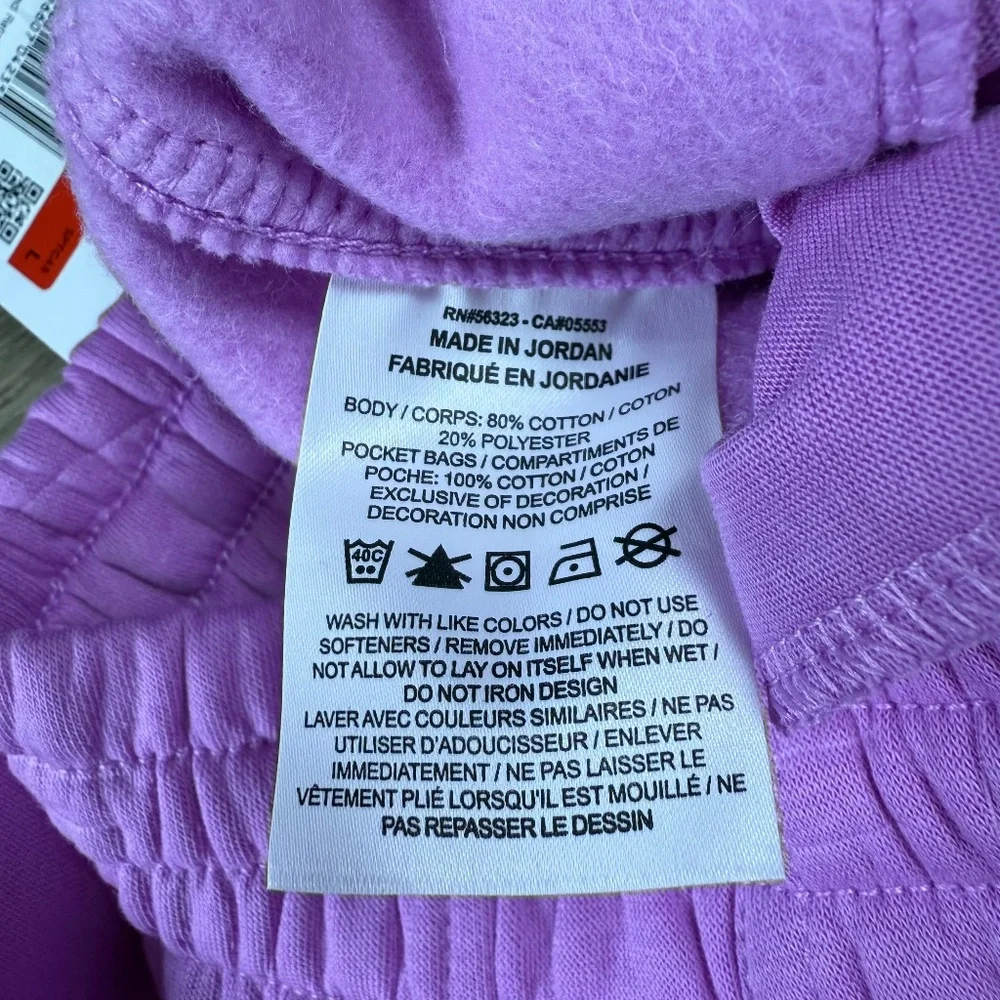 SPTCAS
L
RN#56323 - CA#05553
MADE IN JORDAN
FABRIQUÉ EN JORDANIE
BODY / CORPS: 80% COTTON / COTON
20% POLYESTER
POCKET BAGS / COMPARTIMENTS DE
POCHE: 100% COTTON / COTON
EXCLUSIVE OF DECORATION /
DECORATION NON COMPRISE
40C
WASH WITH LIKE COLORS / DO NOT USE
SOFTENERS / REMOVE IMMEDIATELY / DO
NOT ALLOW TO LAY ON ITSELF WHEN WET /
DO NOT IRON DESIGN
LAVER AVEC COULEURS SIMILAIRES / NE PAS
UTILISER D'ADOUCISSEUR / ENLEVER
IMMEDIATEMENT / NE PAS LAISSER LE
VÊTEMENT PLIÉ LORSQU'IL EST MOUILLÉ / NE
PAS REPASSER LE DESSIN